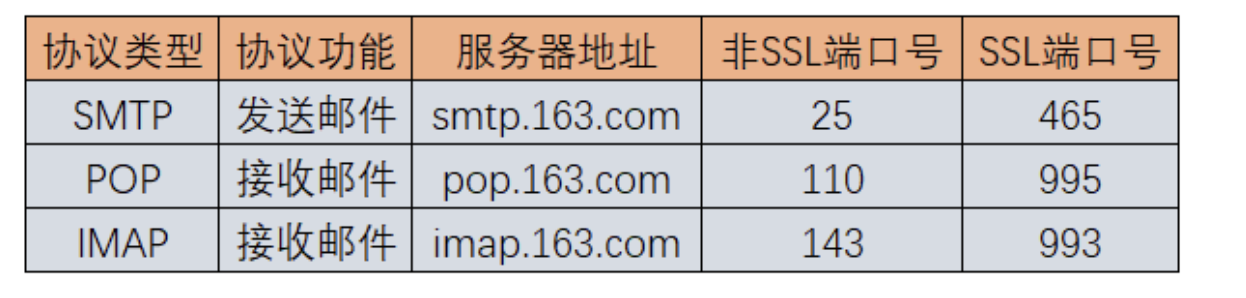 协议类型 协议功能 服务器地址 非SSL端口号 SSL端口号
SMTP 发送邮件 smtp.163.com 25 465
POP 接收邮件 pop.163.com 110 995
IMAP 接收邮件 imap.163.com 143 993